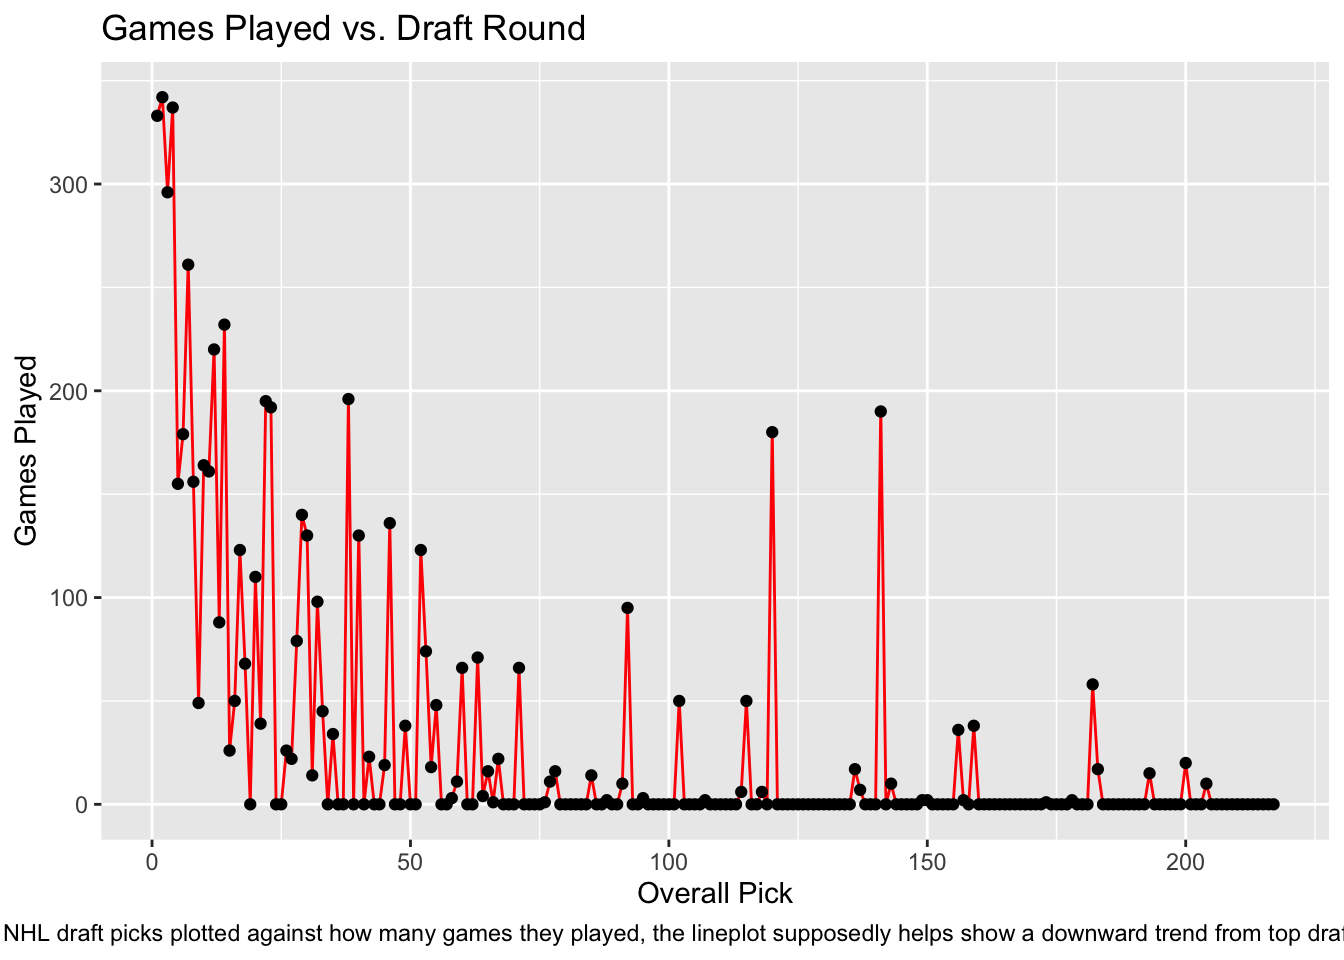 Games Played vs. Draft Round
Games Played
300
200
100
0
0 50 100 150 200
Overall Pick
NHL draft picks plotted against how many games they played, the lineplot supposedly helps show a downward trend from top